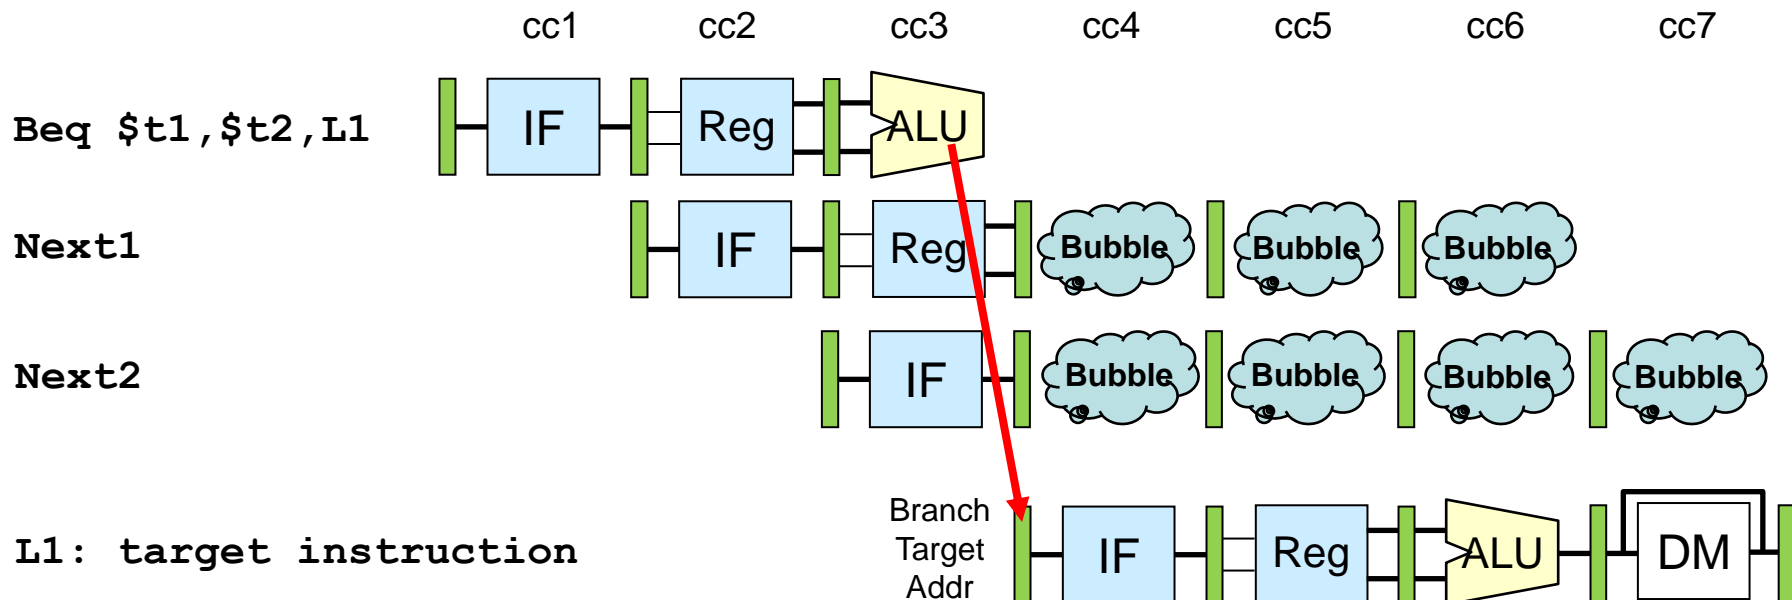 cc1 cc2 cc3 cc4 cc5 cc6 cc7
Beq $t1,$t2,L1 IF Reg ALU
Next1 IF Reg Bubble Bubble Bubble
Next2 IF Bubble Bubble Bubble Bubble
L1: target instruction Branch Target Addr IF Reg ALU DM